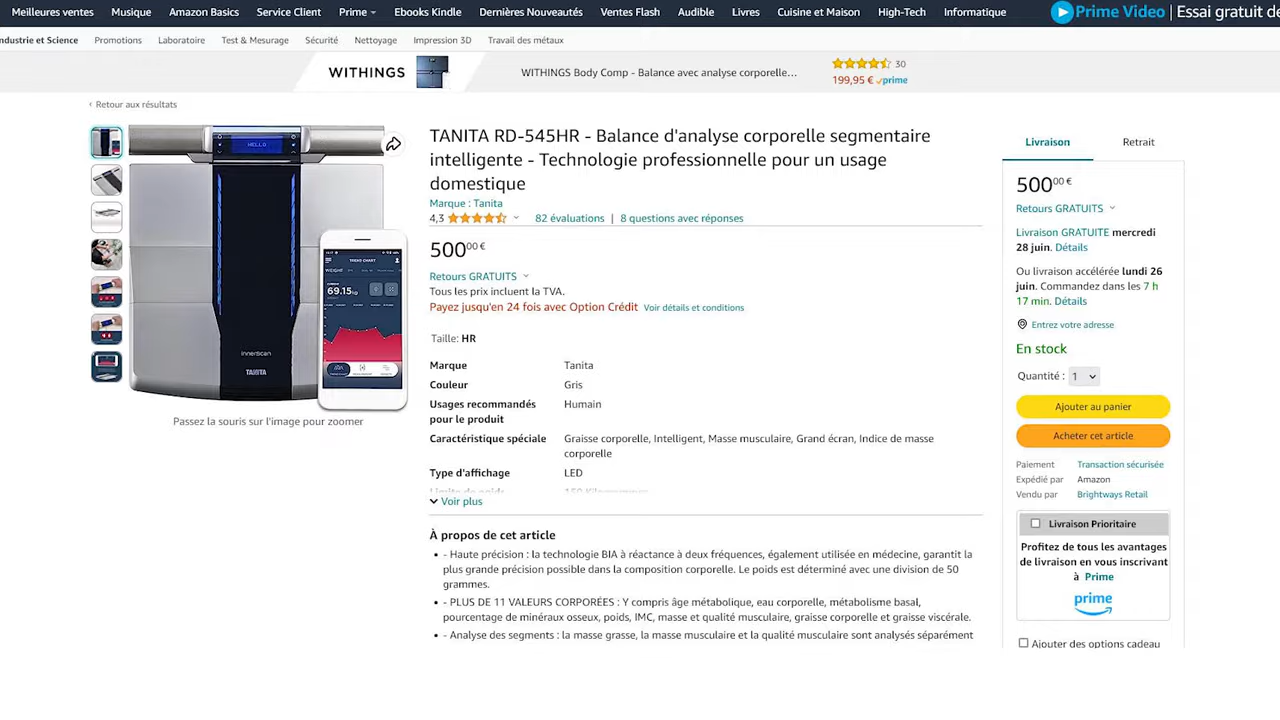 Meilleures ventes Musique Amazon Basics Service Client Prime Ebooks Kindle Dernières Nouveautés Ventes Flash Audible Livres Cuisine et Maison High-Tech Informatique Prime Video | Essai gratuit de
ndustrie et Science Promotions Laboratoire Test & Mesurage Sécurité Nettoyage Impression 3D Travail des métaux
WITHINGS WITHINGS Body Comp - Balance avec analyse corporelle... 30
199,95 € prime
‹ Retour aux résultats
HELLO
TREND CHART
WEIGHT
69.15kg
InnerScan
TANITA
Passez la souris sur l'image pour zoomer
TANITA RD-545HR - Balance d'analyse corporelle segmentaire
intelligente - Technologie professionnelle pour un usage
domestique
Marque : Tanita
4,3 82 évaluations | 8 questions avec réponses
500,00 €
Retours GRATUITS
Tous les prix incluent la TVA.
Payez jusqu'en 24 fois avec Option Crédit Voir détails et conditions
Taille: HR
Marque Tanita
Couleur Gris
Usages recommandés Humain
pour le produit
Caractéristique spéciale Graisse corporelle, Intelligent, Masse musculaire, Grand écran, Indice de masse
corporelle
Type d'affichage LED
Limite de poids 150 Kilogrammes
Voir plus
À propos de cet article
• - Haute précision : la technologie BIA à réactance à deux fréquences, également utilisée en médecine, garantit la
plus grande précision possible dans la composition corporelle. Le poids est déterminé avec une division de 50
grammes.
• - PLUS DE 11 VALEURS CORPORÉES : Y compris âge métabolique, eau corporelle, métabolisme basal,
pourcentage de minéraux osseux, poids, IMC, masse et qualité musculaire, graisse corporelle et graisse viscérale.
• - Analyse des segments : la masse grasse, la masse musculaire et la qualité musculaire sont analysés séparément
Livraison Retrait
500,00 €
Retours GRATUITS
Livraison GRATUITE mercredi
28 juin. Détails
Ou livraison accélérée lundi 26
juin. Commandez dans les 7 h
17 min. Détails
Entrez votre adresse
En stock
Quantité : 1
Ajouter au panier
Acheter cet article
Paiement Transaction sécurisée
Expédié par Amazon
Vendu par Brightways Retail
Livraison Prioritaire
Profitez de tous les avantages
de livraison en vous inscrivant
à Prime
prime
Ajouter des options cadeau